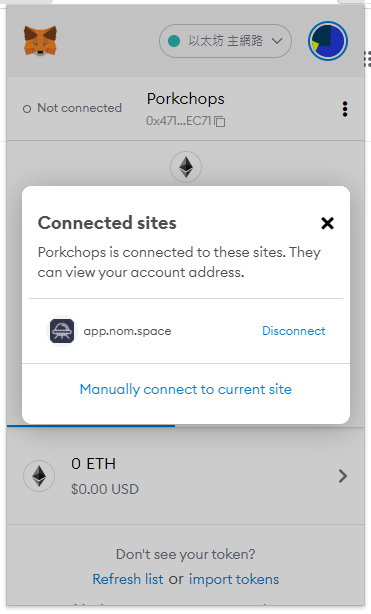 以太坊 主網路
Not connected
Porkchops
0x471...EC71
Connected sites
Porkchops is connected to these sites. They
can view your account address.
app.nom.space
Disconnect
Manually connect to current site
0 ETH
$0.00 USD
Don't see your token?
Refresh list or import tokens